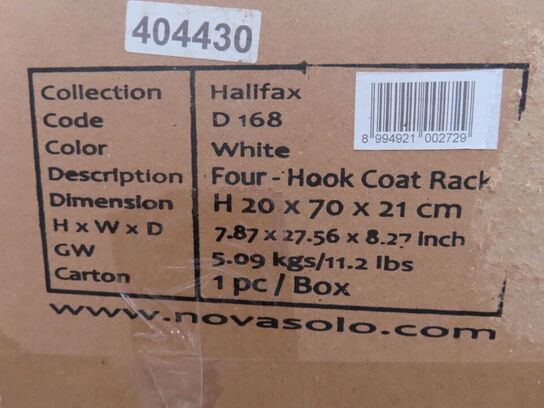 404430
Collection Halifax
Code D 168
Color White
Description Four - Hook Coat Rack
Dimension H 20 x 70 x 21 cm
H x W x D 7.87 x 27.56 x 8.27 inch
GW 5.09 kgs/11.2 lbs
Carton 1 pc / Box
8 994921 002729
www.novasolo.com